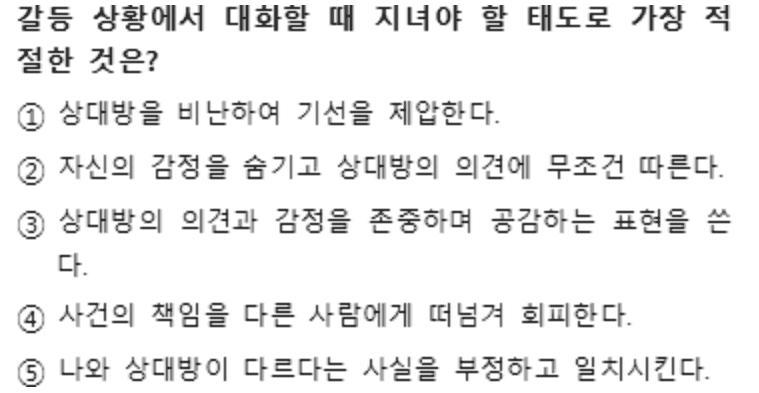 갈등 상황에서 대화할 때 지녀야 할 태도로 가장 적
절한 것은?
① 상대방을 비난하여 기선을 제압한다.
② 자신의 감정을 숨기고 상대방의 의견에 무조건 따른다.
③ 상대방의 의견과 감정을 존중하며 공감하는 표현을 쓴
다.
④ 사건의 책임을 다른 사람에게 떠넘겨 회피한다.
⑤ 나와 상대방이 다르다는 사실을 부정하고 일치시킨다.